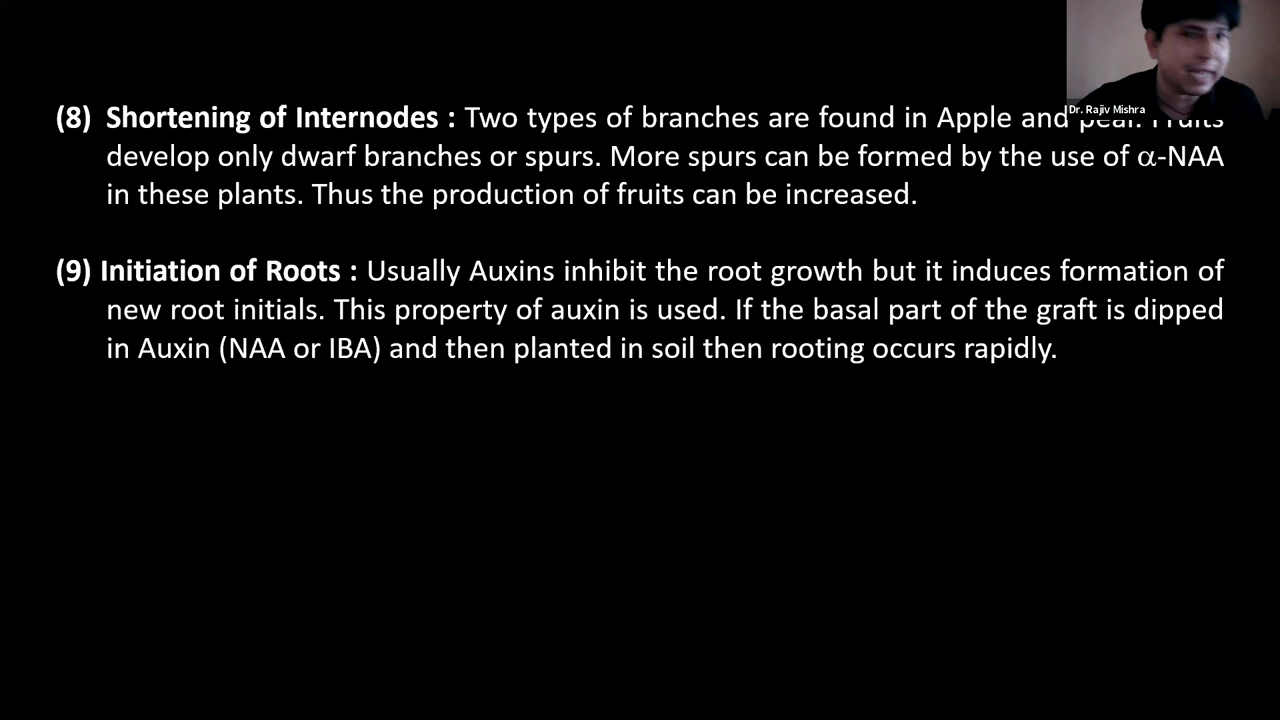 Dr. Rajiv Mishra
(8) Shortening of Internodes : Two types of branches are found in Apple and pear. Fruits
develop only dwarf branches or spurs. More spurs can be formed by the use of α-NAA
in these plants. Thus the production of fruits can be increased.
(9) Initiation of Roots : Usually Auxins inhibit the root growth but it induces formation of
new root initials. This property of auxin is used. If the basal part of the graft is dipped
in Auxin (NAA or IBA) and then planted in soil then rooting occurs rapidly.